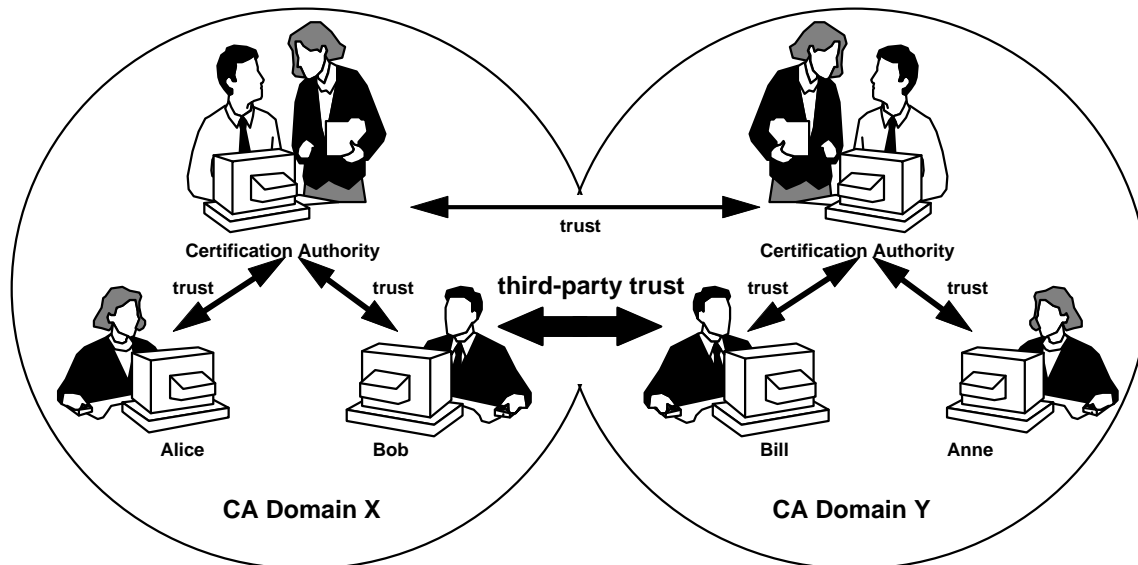 trust
Certification Authority
Certification Authority
trust
trust
third-party trust
trust
trust
Alice
Bob
Bill
Anne
CA Domain X
CA Domain Y